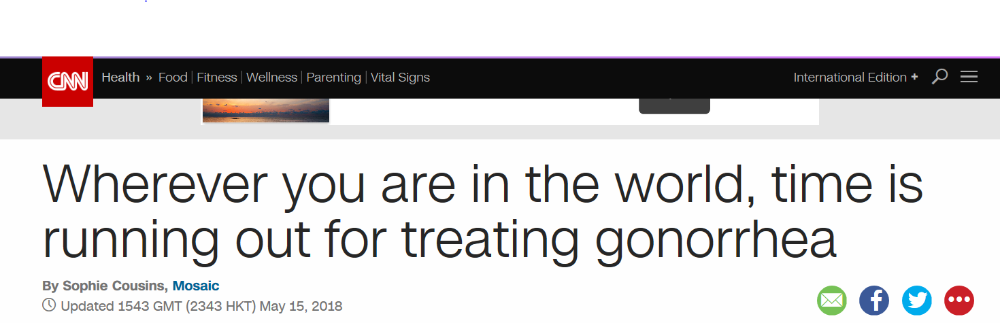 CNN Health » Food | Fitness | Wellness | Parenting | Vital Signs International Edition +
Wherever you are in the world, time is
running out for treating gonorrhea
By Sophie Cousins, Mosaic
Updated 1543 GMT (2343 HKT) May 15, 2018